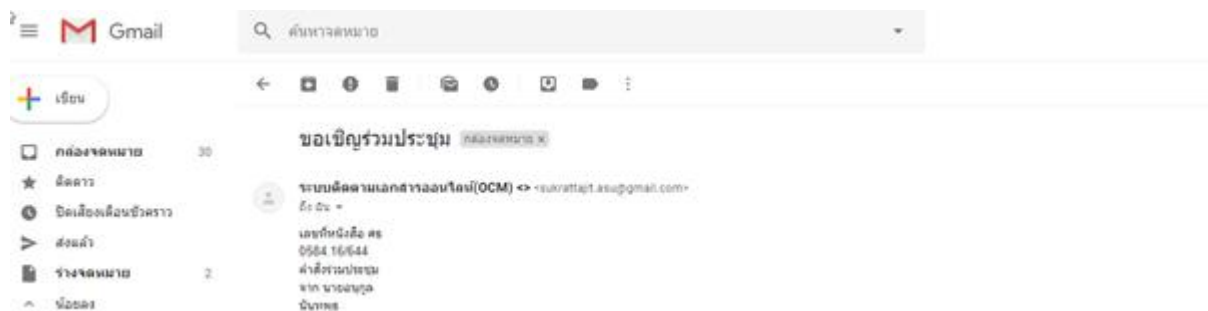 Gmail
ค้นหาจดหมาย
เขียน
ขอเชิญร่วมประชุม กล่องจดหมาย x
กล่องจดหมาย 30
ติดดาว
ปิดเสียงเตือนชั่วคราว
ส่งแล้ว
ร่างจดหมาย 2
น้อยลง
ระบบติดตามเอกสารออนไลน์(OCM) <> <sukrattajit.asu@gmail.com>
ถึง ฉัน
เลขที่หนังสือ ศธ
0584.16/644
คำสั่งร่วมประชุม
จาก นายอนุกูล